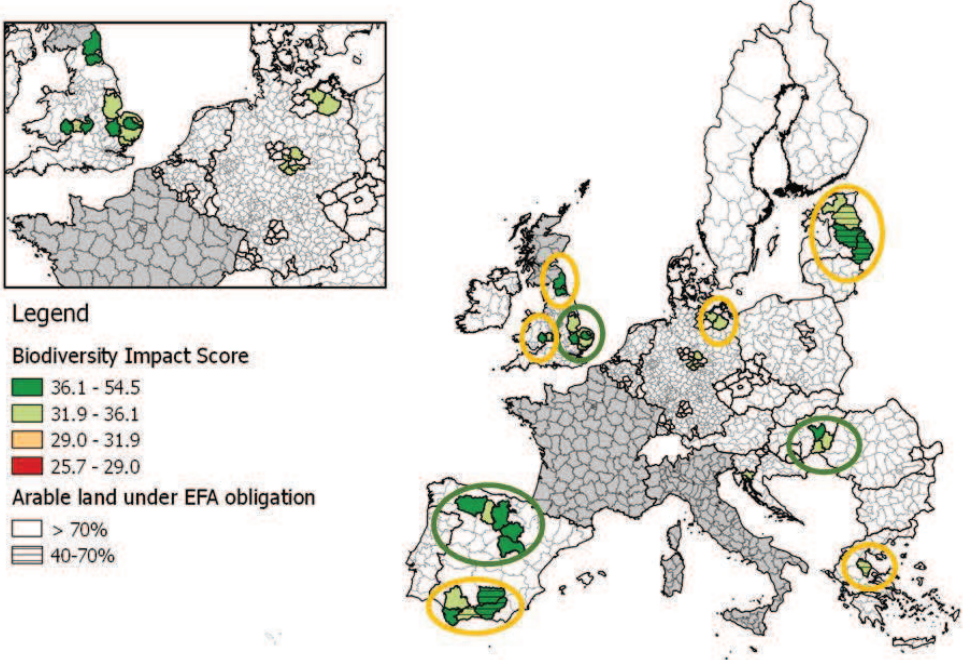 Legend
Biodiversity Impact Score
36.1 - 54.5
31.9 - 36.1
29.0 - 31.9
25.7 - 29.0
Arable land under EFA obligation
> 70%
40-70%